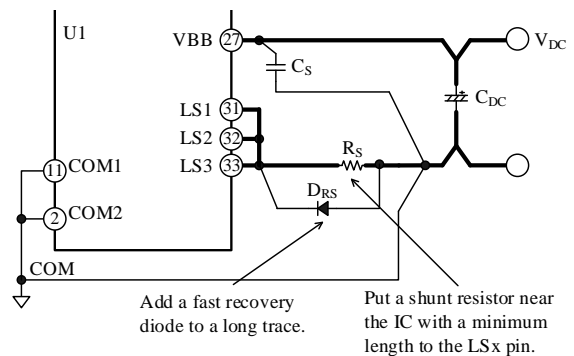 U1
VBB 27
VDC
CS
CDC
LS1 31
LS2 32
LS3 33
RS
11 COM1
DRS
2 COM2
COM
Add a fast recovery
diode to a long trace.
Put a shunt resistor near
the IC with a minimum
length to the LSx pin.